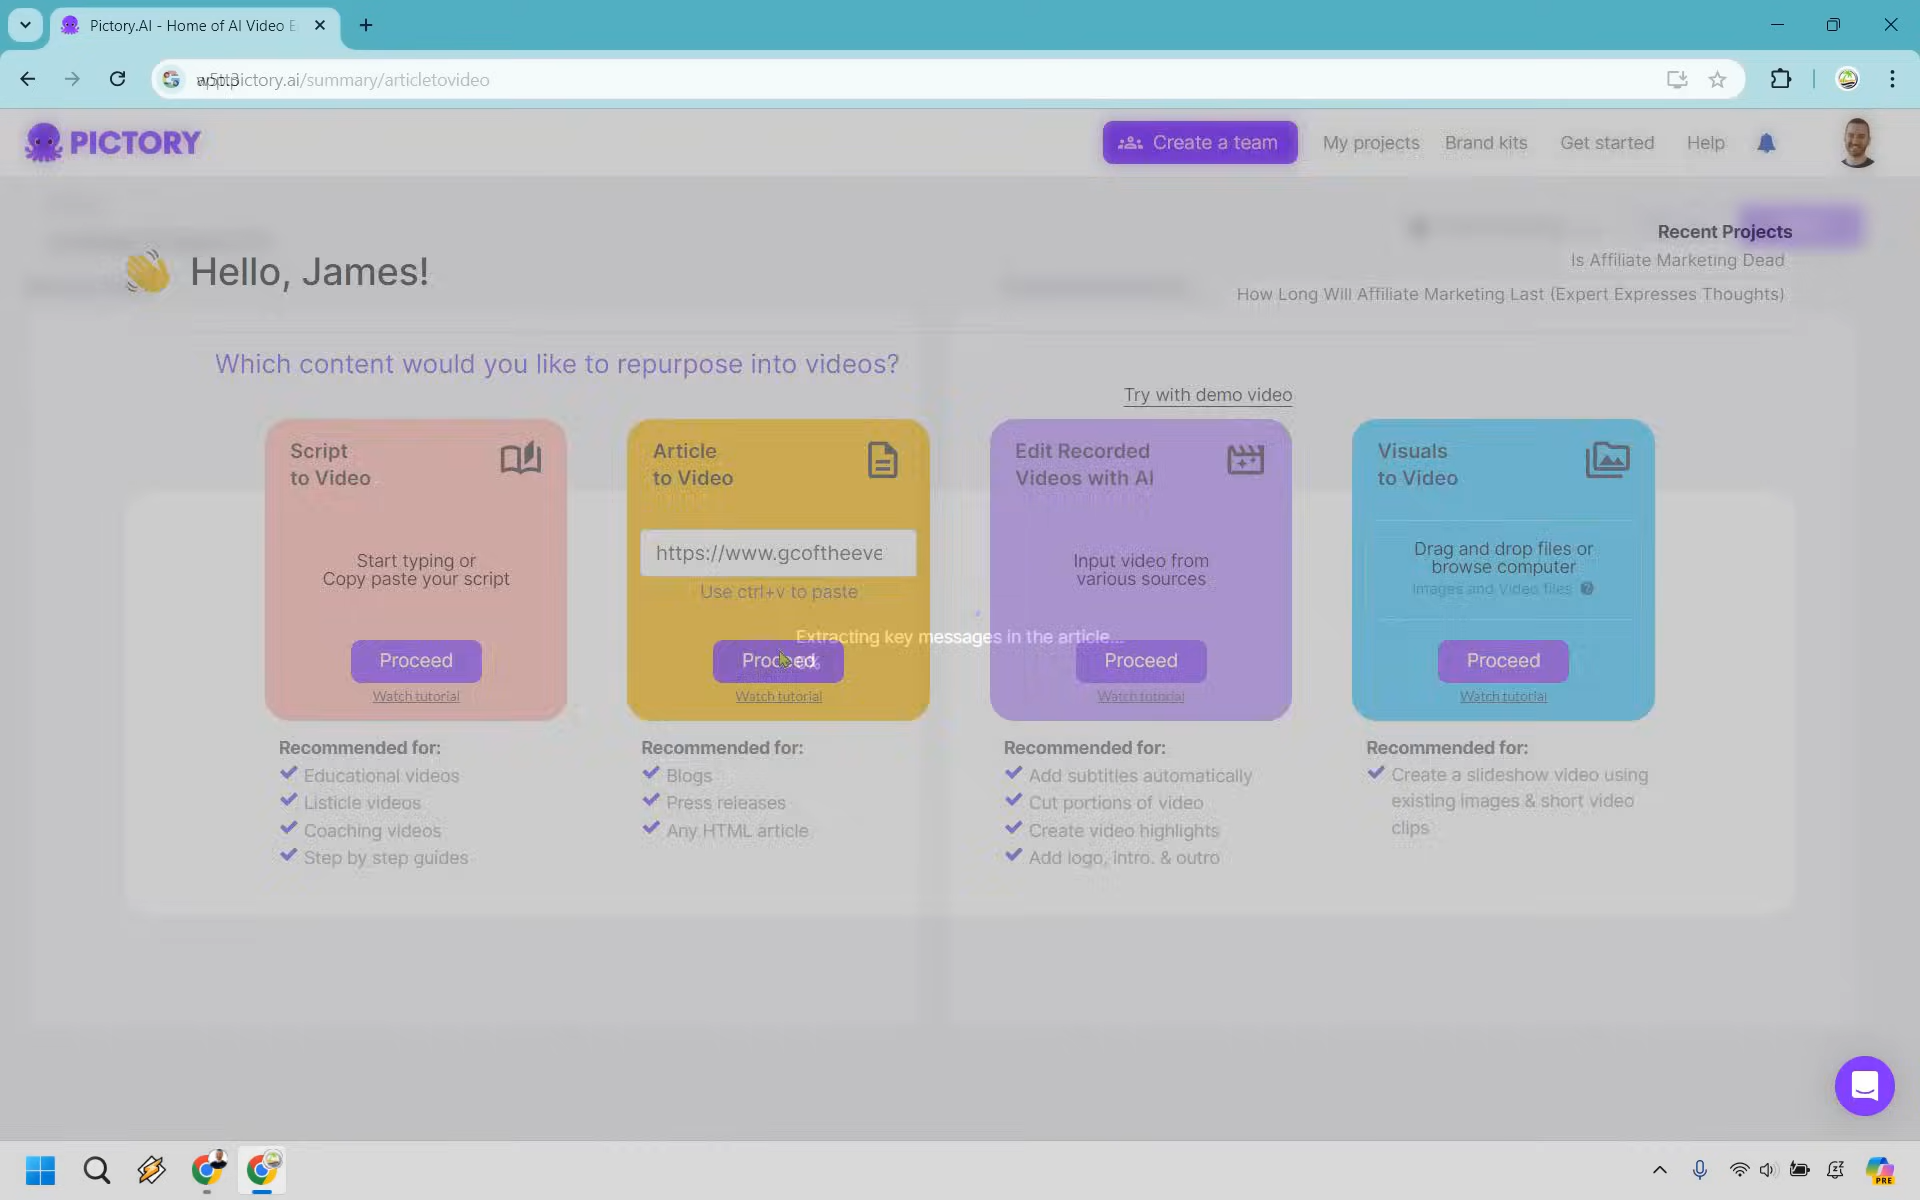 Pictory.AI - Home of AI Video E
pictory.ai/summary/articletovideo
PICTORY
Create a team
My projects
Brand kits
Get started
Help
Recent Projects
Is Affiliate Marketing Dead
How Long Will Affiliate Marketing Last (Expert Expresses Thoughts)
Hello, James!
Which content would you like to repurpose into videos?
Try with demo video
Script
to Video
Start typing or
Copy paste your script
Proceed
Watch tutorial
Recommended for:
Educational videos
Listicle videos
Coaching videos
Step by step guides
Article
to Video
https://www.gcoftheeve
Use ctrl+v to paste
Extracting key messages in the article...
Proceed
Watch tutorial
Recommended for:
Blogs
Press releases
Any HTML article
Edit Recorded
Videos with AI
Input video from
various sources
Proceed
Watch tutorial
Recommended for:
Add subtitles automatically
Cut portions of video
Create video highlights
Add logo, intro. & outro
Visuals
to Video
Drag and drop files or
browse computer
Images and Video files
Proceed
Watch tutorial
Recommended for:
Create a slideshow video using
existing images & short video
clips
PRE